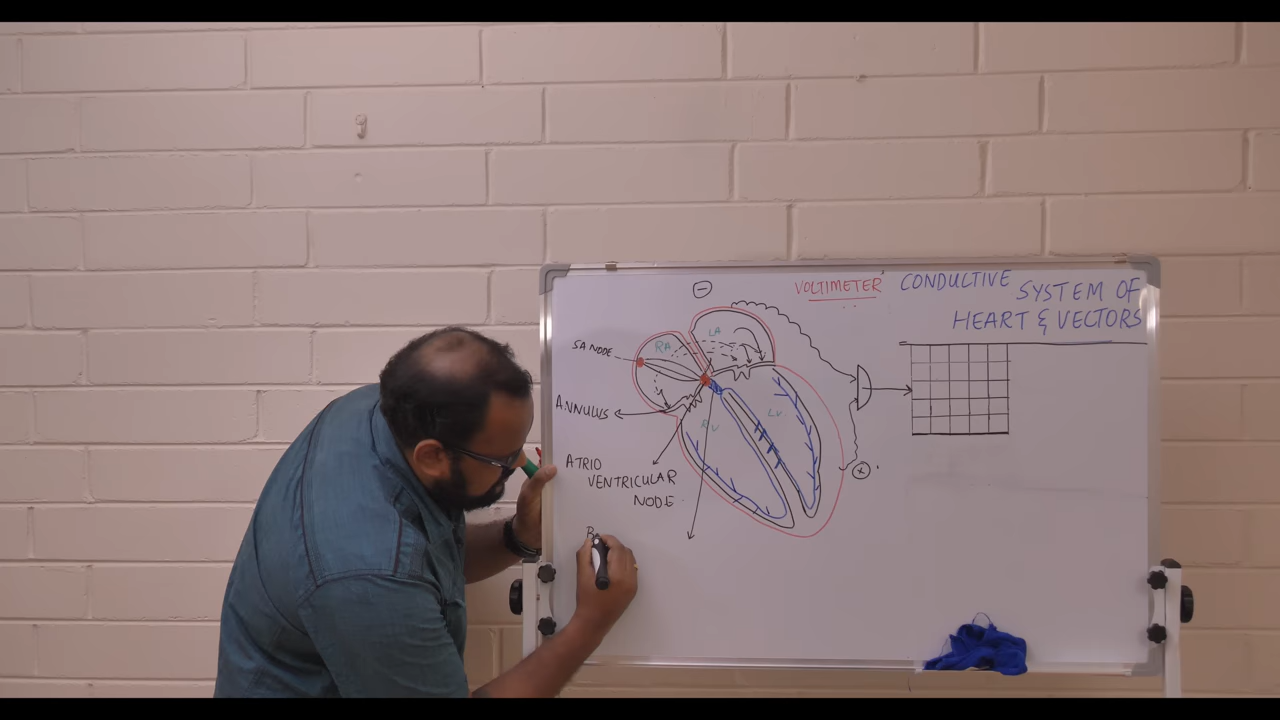 VOLTIMETER
CONDUCTIVE
SYSTEM OF
HEART & VECTORS
SA NODE
RA
LA
ANNULUS
RV
LV
ATRIO
VENTRICULAR
NODE